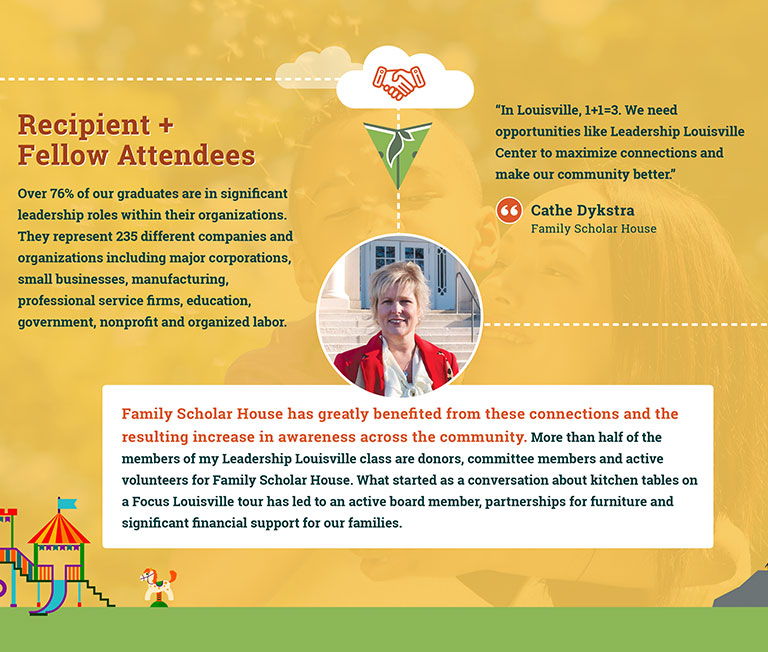 Recipient +
Fellow Attendees
Over 76% of our graduates are in significant
leadership roles within their organizations.
They represent 235 different companies and
organizations including major corporations,
small businesses, manufacturing,
professional service firms, education,
government, nonprofit and organized labor.
“In Louisville, 1+1=3. We need
opportunities like Leadership Louisville
Center to maximize connections and
make our community better.”
Cathe Dykstra
Family Scholar House
Family Scholar House has greatly benefited from these connections and the
resulting increase in awareness across the community. More than half of the
members of my Leadership Louisville class are donors, committee members and active
volunteers for Family Scholar House. What started as a conversation about kitchen tables on
a Focus Louisville tour has led to an active board member, partnerships for furniture and
significant financial support for our families.